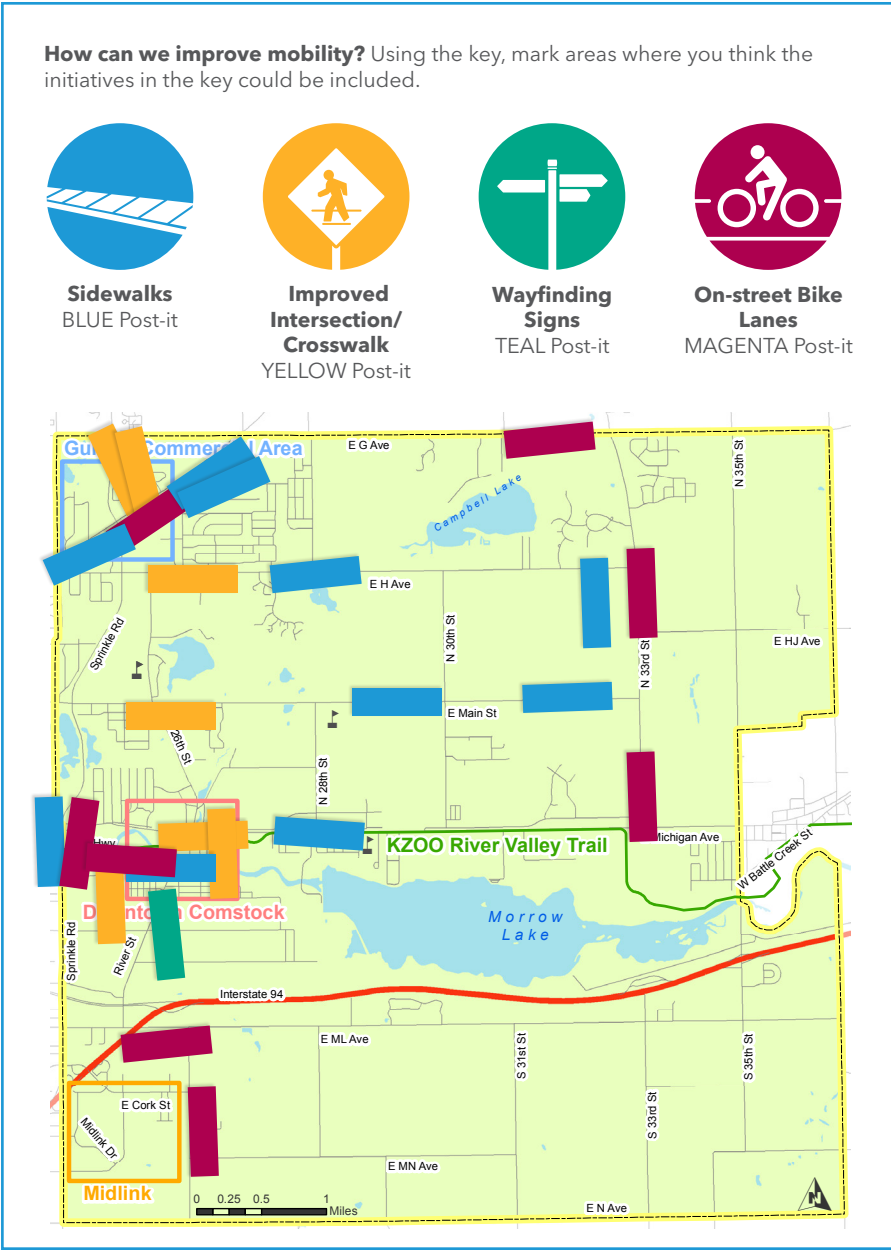 How can we improve mobility? Using the key, mark areas where you think the
initiatives in the key could be included.
Sidewalks
BLUE Post-it
Improved
Intersection/
Crosswalk
YELLOW Post-it
Wayfinding
Signs
TEAL Post-it
On-street Bike
Lanes
MAGENTA Post-it
Area
E G Ave
N 35th St
Campbell Lake
E H Ave
Sprinkle Rd
N 30th St
E HJ Ave
N 33rd St
E Main St
26th St
N 28th St
Hwy
KZOO River Valley Trail
Michigan Ave
W Battle Creek St
Comstock
Morrow
Lake
Sprinkle Rd
River St
Interstate 94
E ML Ave
S 31st St
S 33rd St
S 35th St
E Cork St
Midlink Dr
E MN Ave
Midlink
0 0.25 0.5 1
Miles
E N Ave
N